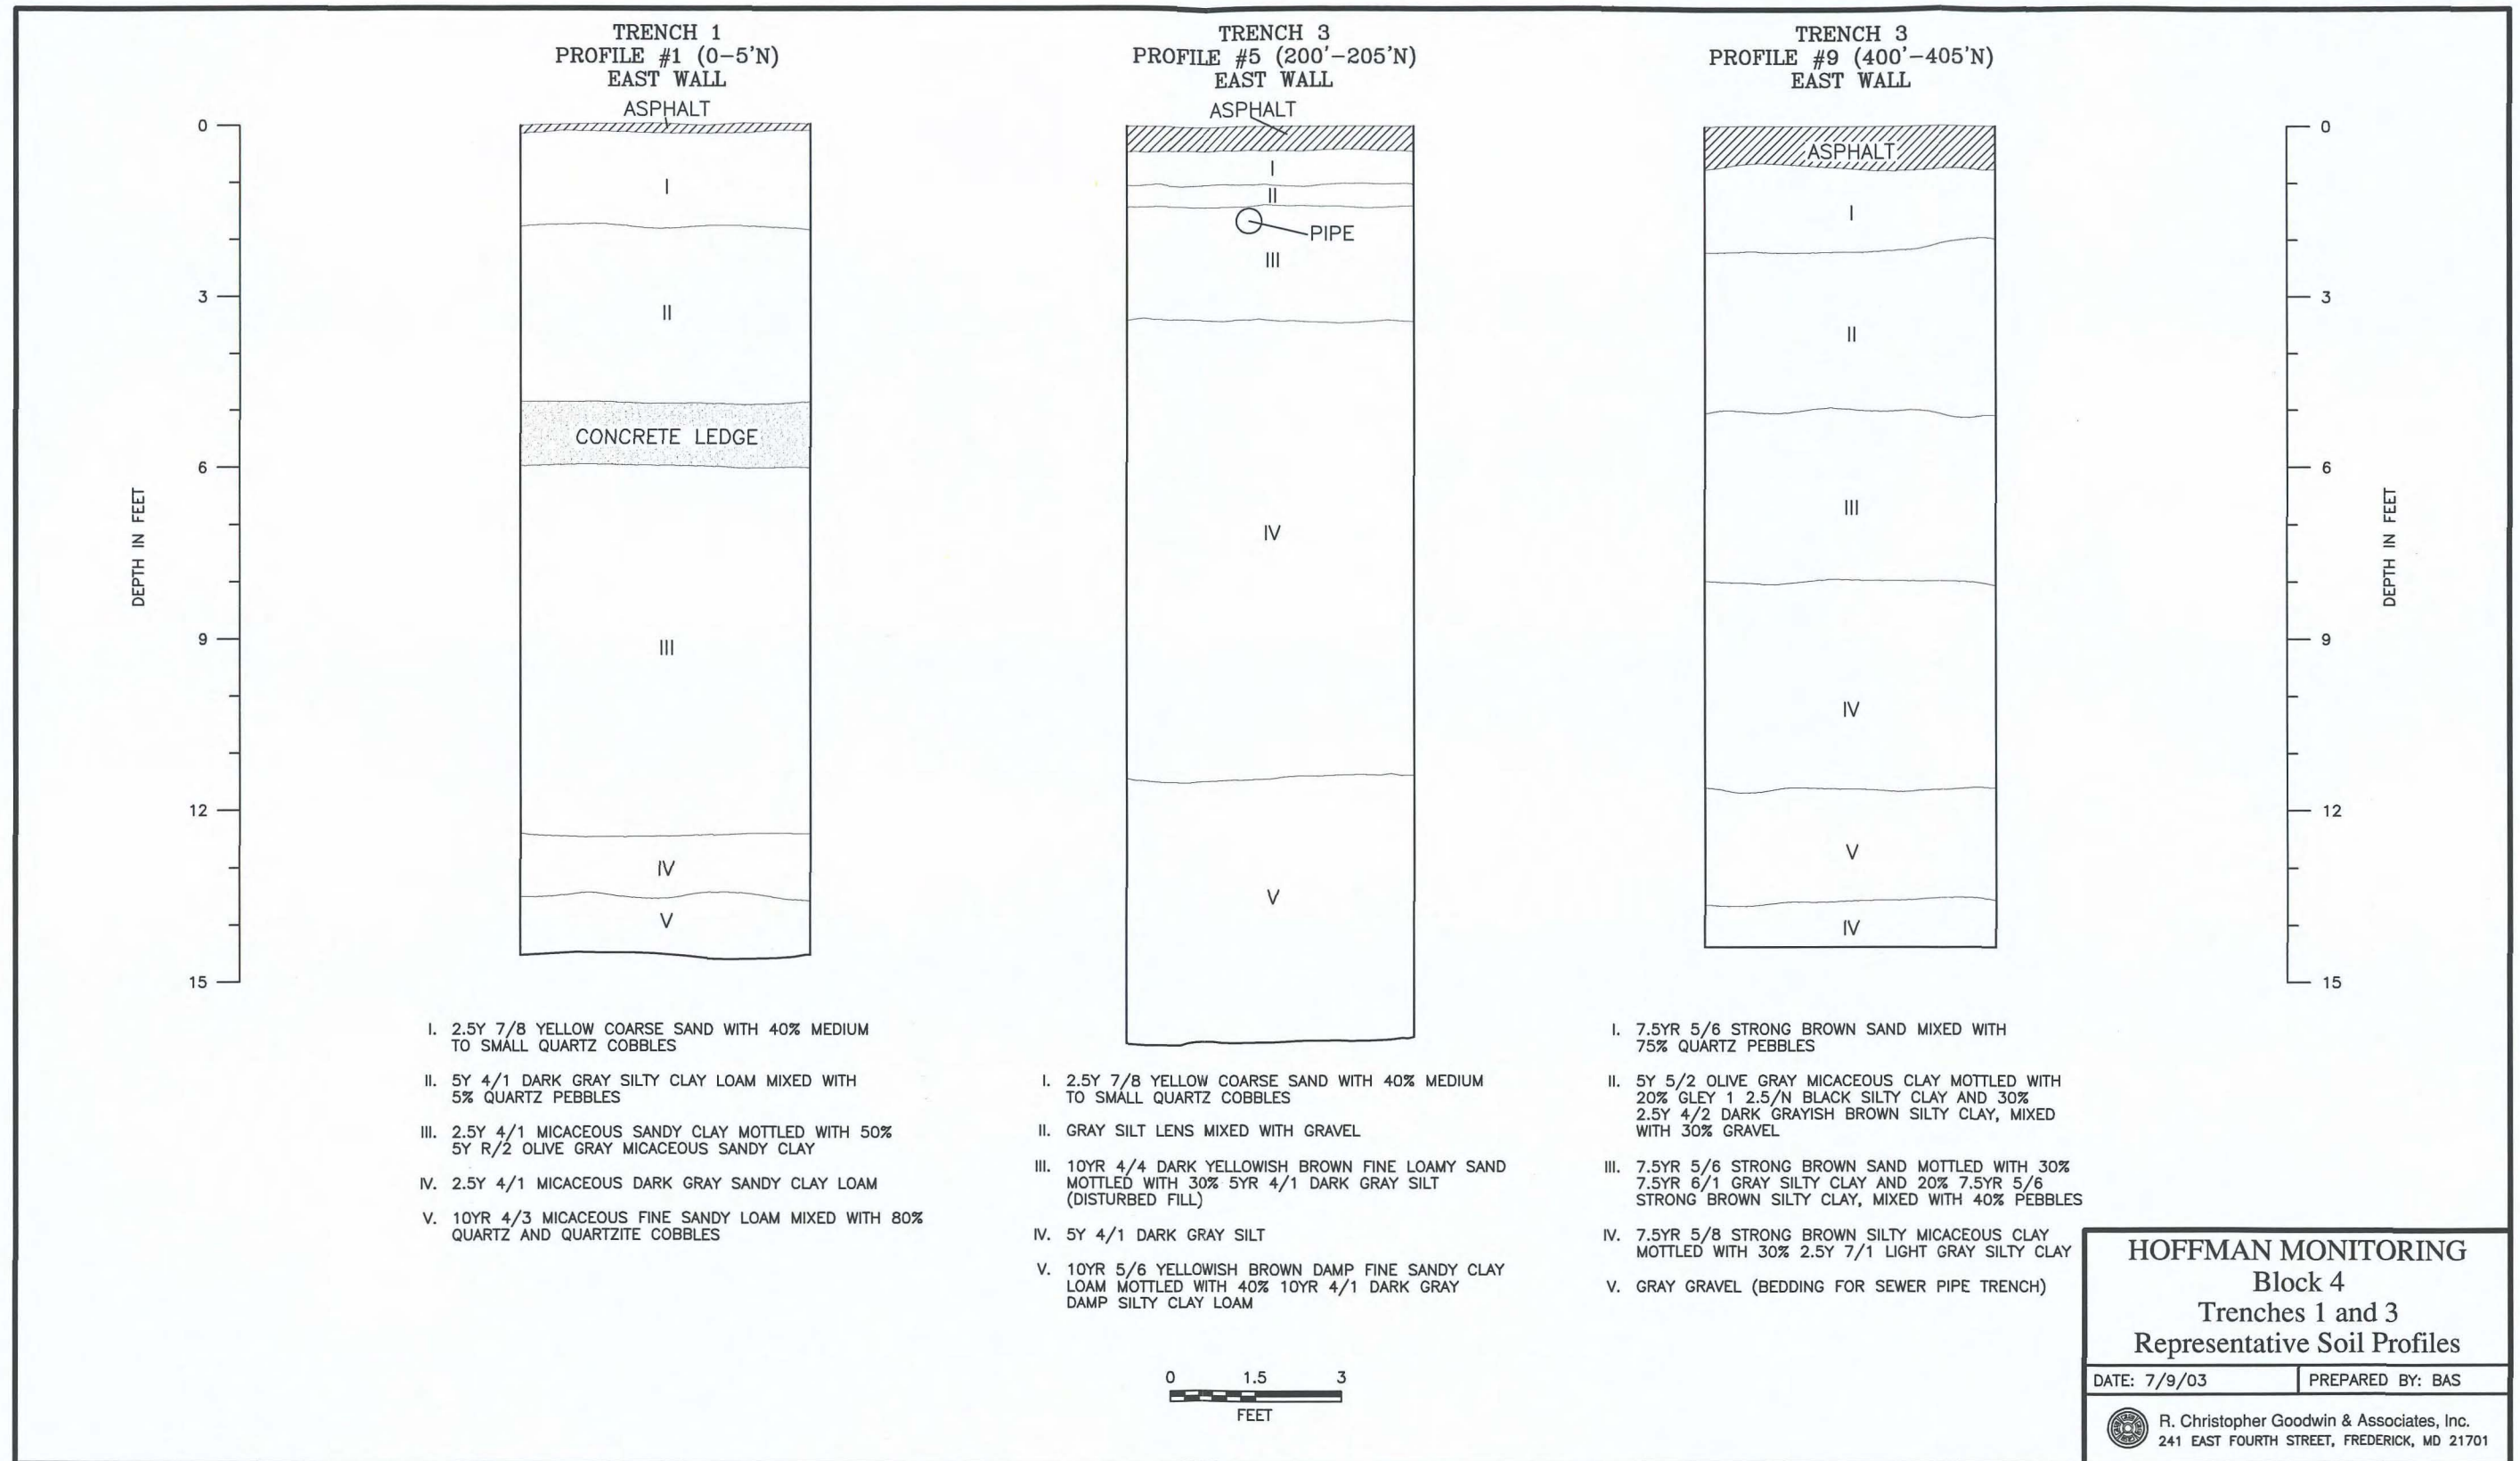 TRENCH 1
PROFILE #1 (0-5'N)
EAST WALL
ASPHALT
I
II
CONCRETE LEDGE
III
IV
V
TRENCH 3
PROFILE #5 (200'-205'N)
EAST WALL
ASPHALT
I
II
PIPE
III
IV
V
TRENCH 3
PROFILE #9 (400'-405'N)
EAST WALL
ASPHALT
I
II
III
IV
V
IV
DEPTH IN FEET
0
3
6
9
12
15
DEPTH IN FEET
0
3
6
9
12
15
I. 2.5Y 7/8 YELLOW COARSE SAND WITH 40% MEDIUM
TO SMALL QUARTZ COBBLES
II. 5Y 4/1 DARK GRAY SILTY CLAY LOAM MIXED WITH
5% QUARTZ PEBBLES
III. 2.5Y 4/1 MICACEOUS SANDY CLAY MOTTLED WITH 50%
5Y R/2 OLIVE GRAY MICACEOUS SANDY CLAY
IV. 2.5Y 4/1 MICACEOUS DARK GRAY SANDY CLAY LOAM
V. 10YR 4/3 MICACEOUS FINE SANDY LOAM MIXED WITH 80%
QUARTZ AND QUARTZITE COBBLES
I. 2.5Y 7/8 YELLOW COARSE SAND WITH 40% MEDIUM
TO SMALL QUARTZ COBBLES
II. GRAY SILT LENS MIXED WITH GRAVEL
III. 10YR 4/4 DARK YELLOWISH BROWN FINE LOAMY SAND
MOTTLED WITH 30% 5YR 4/1 DARK GRAY SILT
(DISTURBED FILL)
IV. 5Y 4/1 DARK GRAY SILT
V. 10YR 5/6 YELLOWISH BROWN DAMP FINE SANDY CLAY
LOAM MOTTLED WITH 40% 10YR 4/1 DARK GRAY
DAMP SILTY CLAY LOAM
I. 7.5YR 5/6 STRONG BROWN SAND MIXED WITH
75% QUARTZ PEBBLES
II. 5Y 5/2 OLIVE GRAY MICACEOUS CLAY MOTTLED WITH
20% GLEY 1 2.5/N BLACK SILTY CLAY AND 30%
2.5Y 4/2 DARK GRAYISH BROWN SILTY CLAY, MIXED
WITH 30% GRAVEL
III. 7.5YR 5/6 STRONG BROWN SAND MOTTLED WITH 30%
7.5YR 6/1 GRAY SILTY CLAY AND 20% 7.5YR 5/6
STRONG BROWN SILTY CLAY, MIXED WITH 40% PEBBLES
IV. 7.5YR 5/8 STRONG BROWN SILTY MICACEOUS CLAY
MOTTLED WITH 30% 2.5Y 7/1 LIGHT GRAY SILTY CLAY
V. GRAY GRAVEL (BEDDING FOR SEWER PIPE TRENCH)
0 1.5 3
FEET
HOFFMAN MONITORING
Block 4
Trenches 1 and 3
Representative Soil Profiles
DATE: 7/9/03
PREPARED BY: BAS
R. Christopher Goodwin & Associates, Inc.
241 EAST FOURTH STREET, FREDERICK, MD 21701